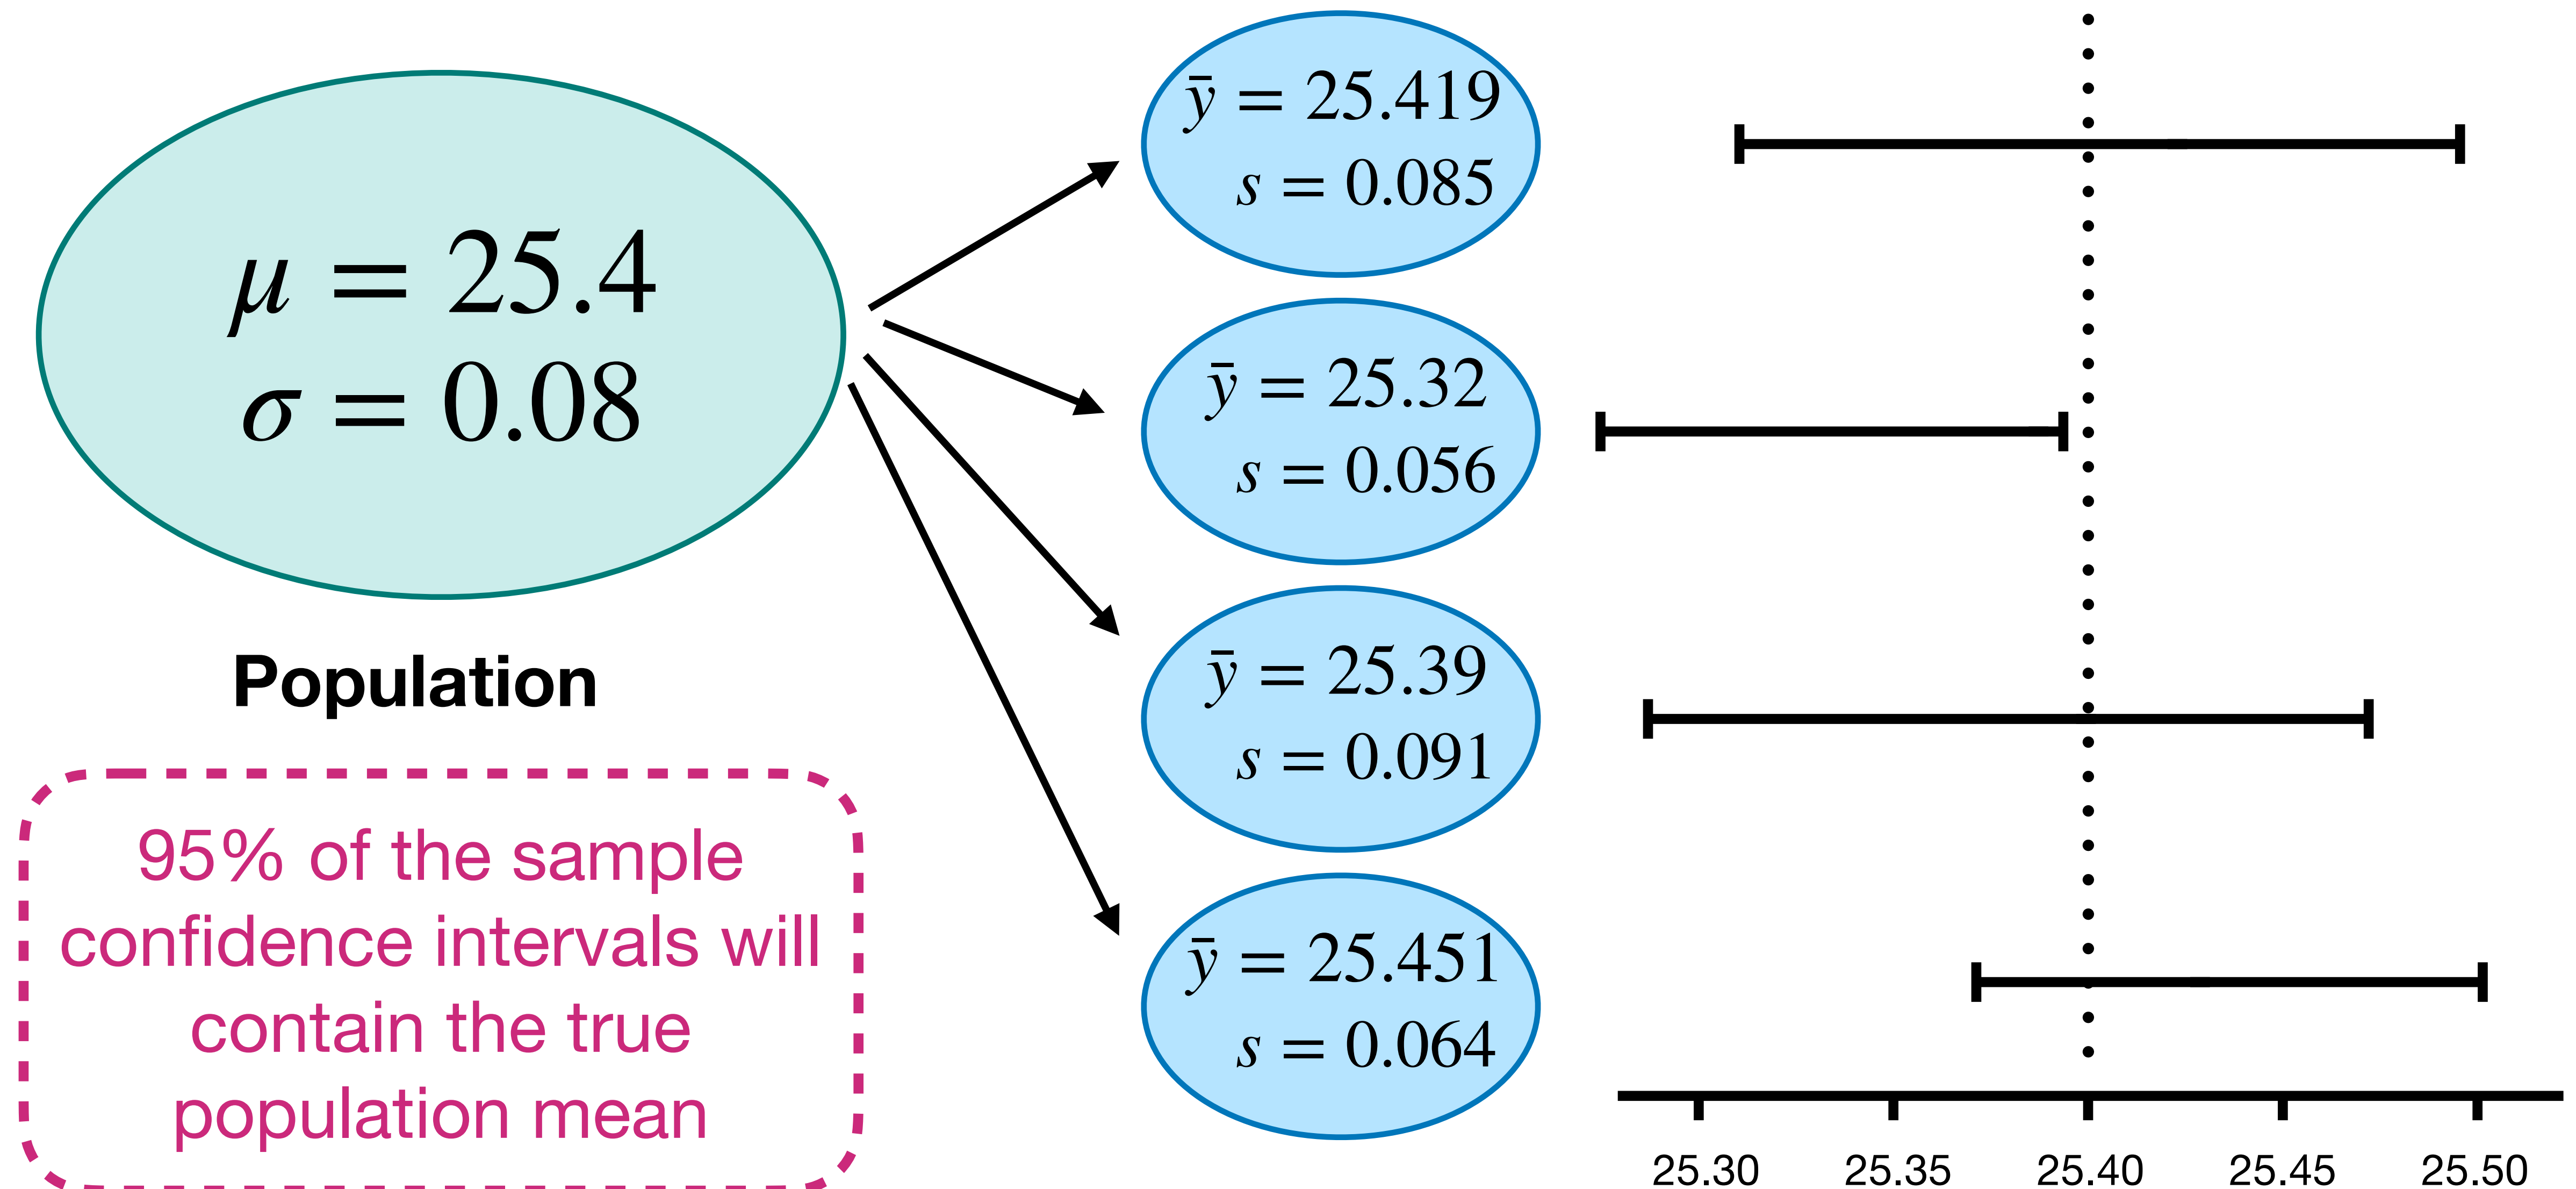 μ = 25.4
σ = 0.08
Population
95% of the sample
confidence intervals will
contain the true
population mean
ȳ = 25.419
s = 0.085
ȳ = 25.32
s = 0.056
ȳ = 25.39
s = 0.091
ȳ = 25.451
s = 0.064
25.30 25.35 25.40 25.45 25.50